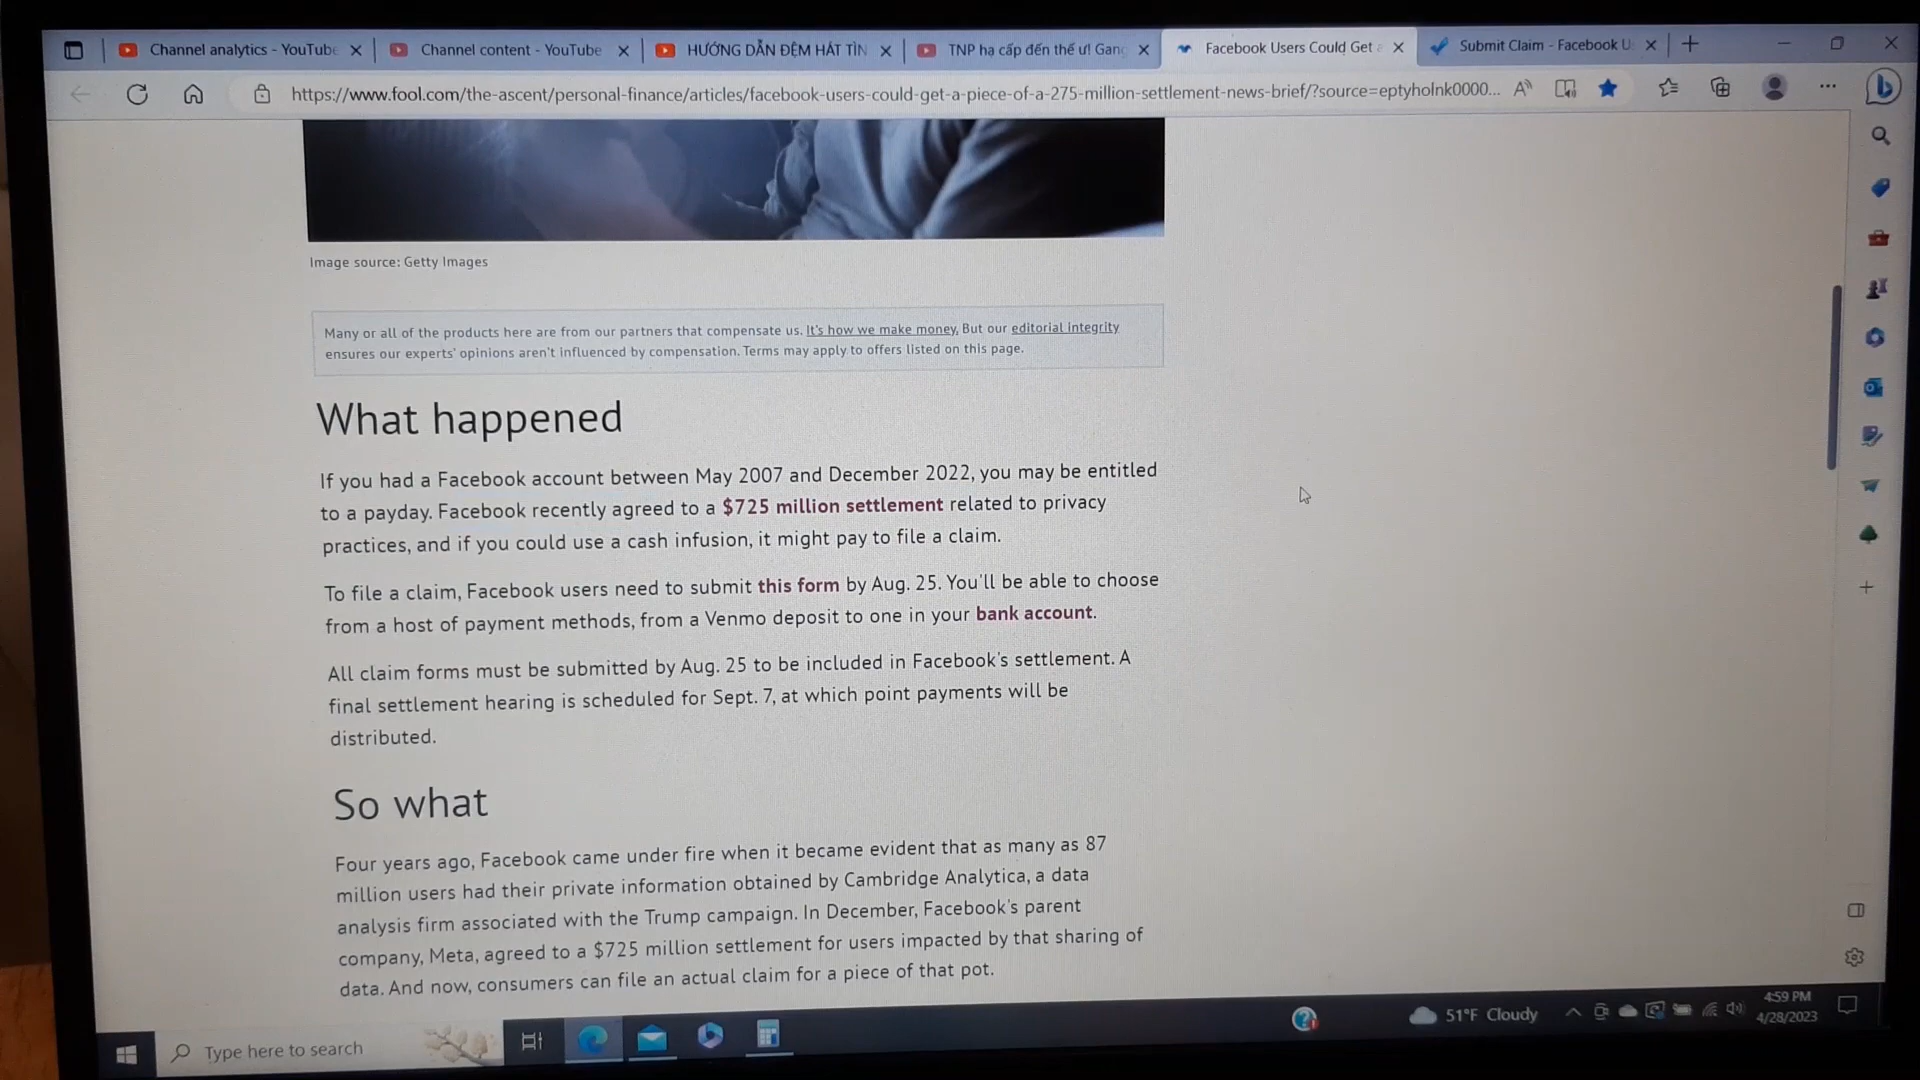 Channel analytics - YouTube
Channel content - YouTube
HƯỚNG DẪN ĐỆM HÁT TÌN
TNP hạ cấp đến thế ư! Gang
Facebook Users Could Get a
Submit Claim - Facebook U
https://www.fool.com/the-ascent/personal-finance/articles/facebook-users-could-get-a-piece-of-a-275-million-settlement-news-brief/?source=eptyholnk0000...
Image source: Getty Images
Many or all of the products here are from our partners that compensate us. It's how we make money. But our editorial integrity
ensures our experts' opinions aren't influenced by compensation. Terms may apply to offers listed on this page.
What happened
If you had a Facebook account between May 2007 and December 2022, you may be entitled
to a payday. Facebook recently agreed to a $725 million settlement related to privacy
practices, and if you could use a cash infusion, it might pay to file a claim.
To file a claim, Facebook users need to submit this form by Aug. 25. You'll be able to choose
from a host of payment methods, from a Venmo deposit to one in your bank account.
All claim forms must be submitted by Aug. 25 to be included in Facebook's settlement. A
final settlement hearing is scheduled for Sept. 7, at which point payments will be
distributed.
So what
Four years ago, Facebook came under fire when it became evident that as many as 87
million users had their private information obtained by Cambridge Analytica, a data
analysis firm associated with the Trump campaign. In December, Facebook's parent
company, Meta, agreed to a $725 million settlement for users impacted by that sharing of
data. And now, consumers can file an actual claim for a piece of that pot.
Type here to search
51°F Cloudy
4:59 PM
4/28/2023